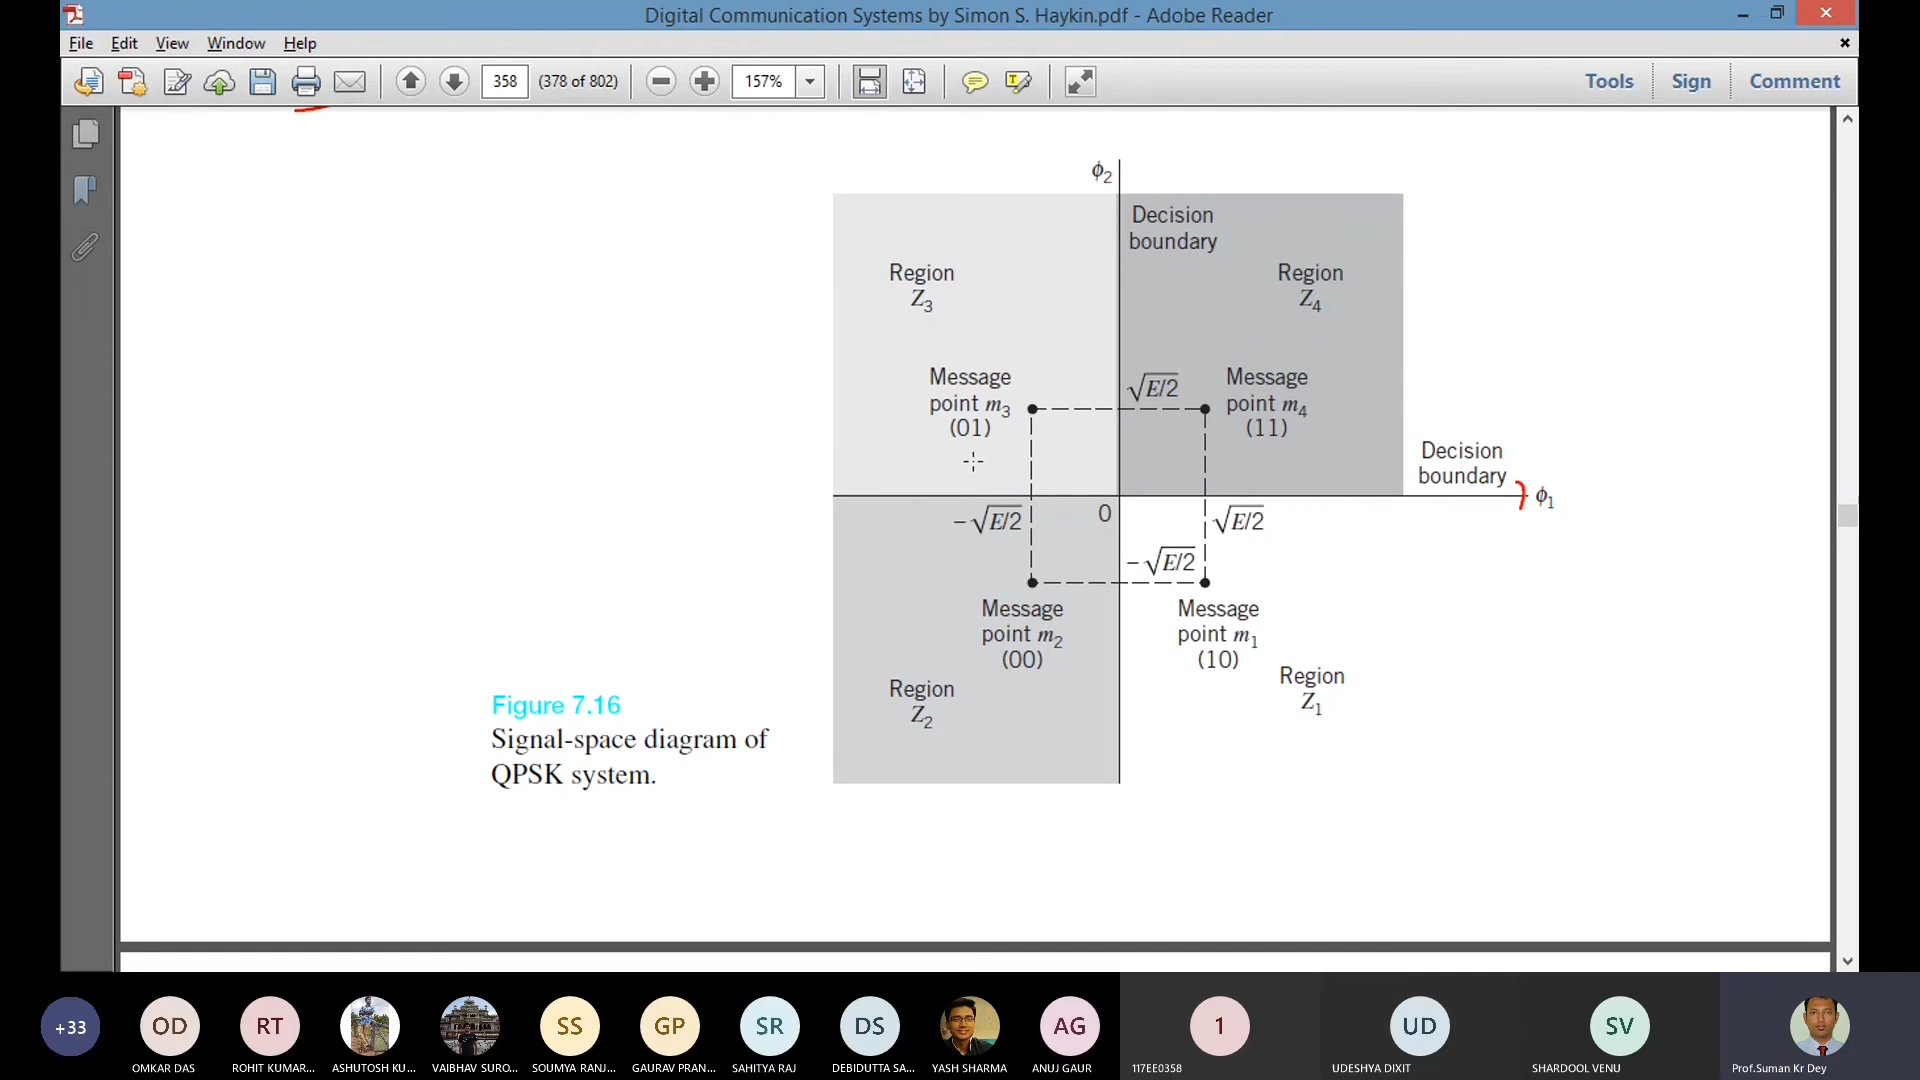 Digital Communication Systems by Simon S. Haykin.pdf - Adobe Reader
File Edit View Window Help
358 (378 of 802) 157% Tools Sign Comment
ϕ2
Decision
boundary
Region
Z3
Region
Z4
Message
point m3
(01)
√E/2
Message
point m4
(11)
Decision
boundary
ϕ1
−√E/2
0
√E/2
−√E/2
Message
point m2
(00)
Message
point m1
(10)
Region
Z2
Region
Z1
Figure 7.16
Signal-space diagram of
QPSK system.
+33 OD RT SS GP SR DS AG 1 UD SV
OMKAR DAS ROHIT KUMAR... ASHUTOSH KU... VAIBHAV SURO... SOUMYA RANJ... GAURAV PRAN... SAHITYA RAJ DEBIDUTTA SA... YASH SHARMA ANUJ GAUR 117EE0358 UDESHYA DIXIT SHARDOOL VENU Prof.Suman Kr Dey